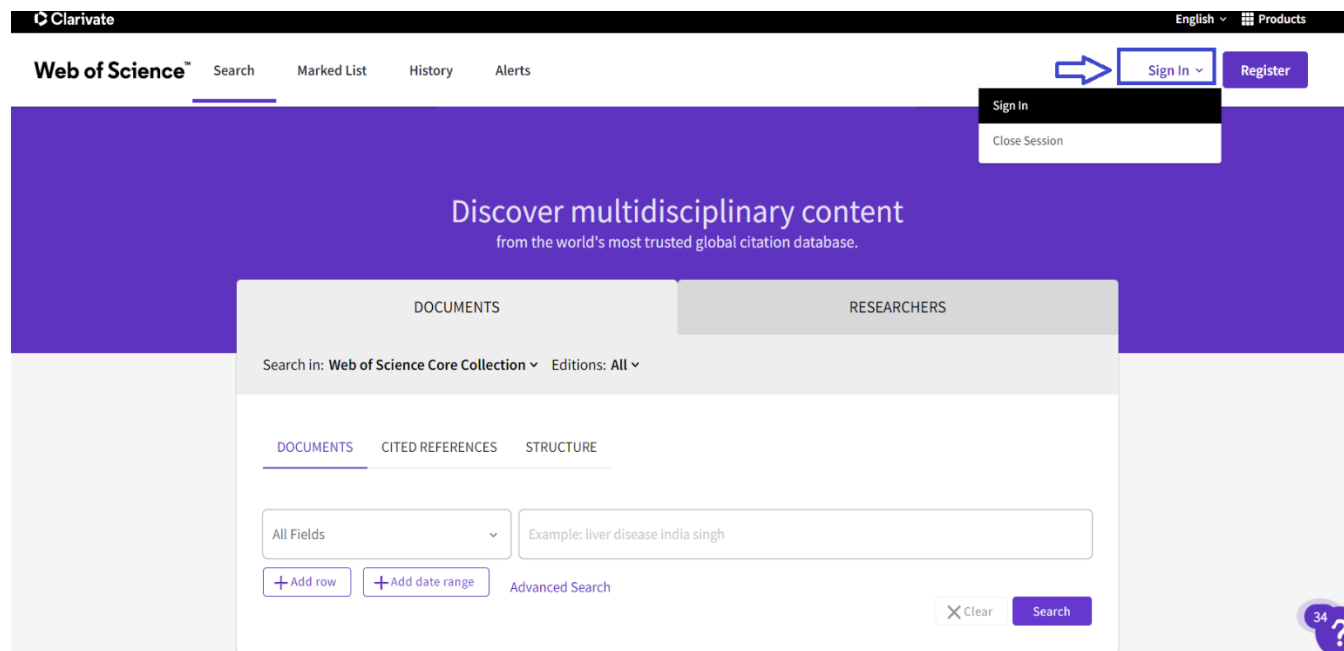 Clarivate
English
Products
Web of Science™
Search
Marked List
History
Alerts
Sign In
Register
Sign In
Close Session
Discover multidisciplinary content
from the world's most trusted global citation database.
DOCUMENTS
RESEARCHERS
Search in: Web of Science Core Collection Editions: All
DOCUMENTS
CITED REFERENCES
STRUCTURE
All Fields
Example: liver disease india singh
+ Add row
+ Add date range
Advanced Search
X Clear
Search
34
?